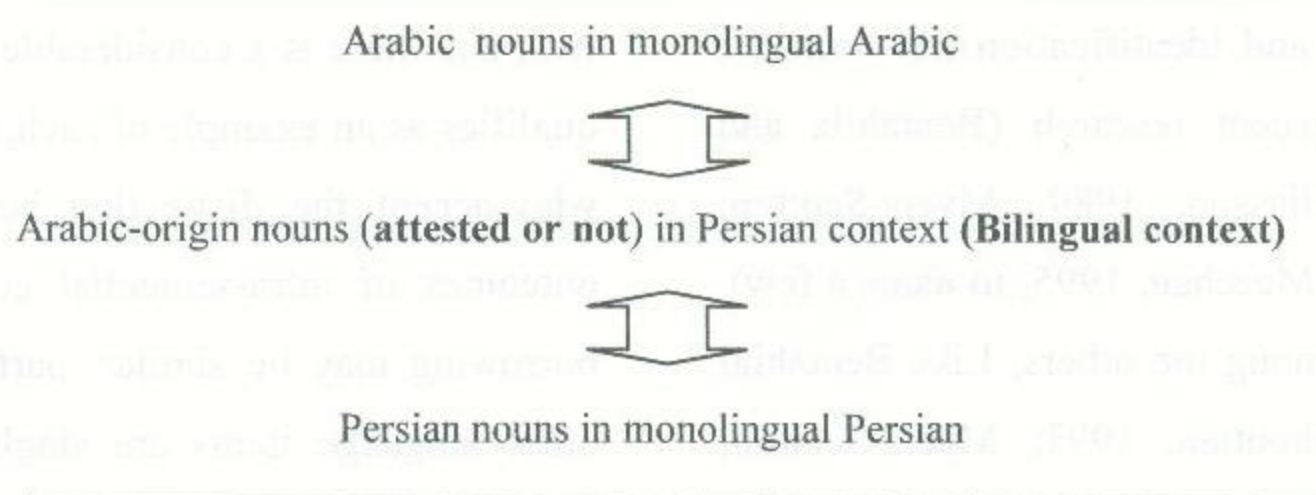 Arabic nouns in monolingual Arabic
Arabic-origin nouns (attested or not) in Persian context (Bilingual context)
Persian nouns in monolingual Persian